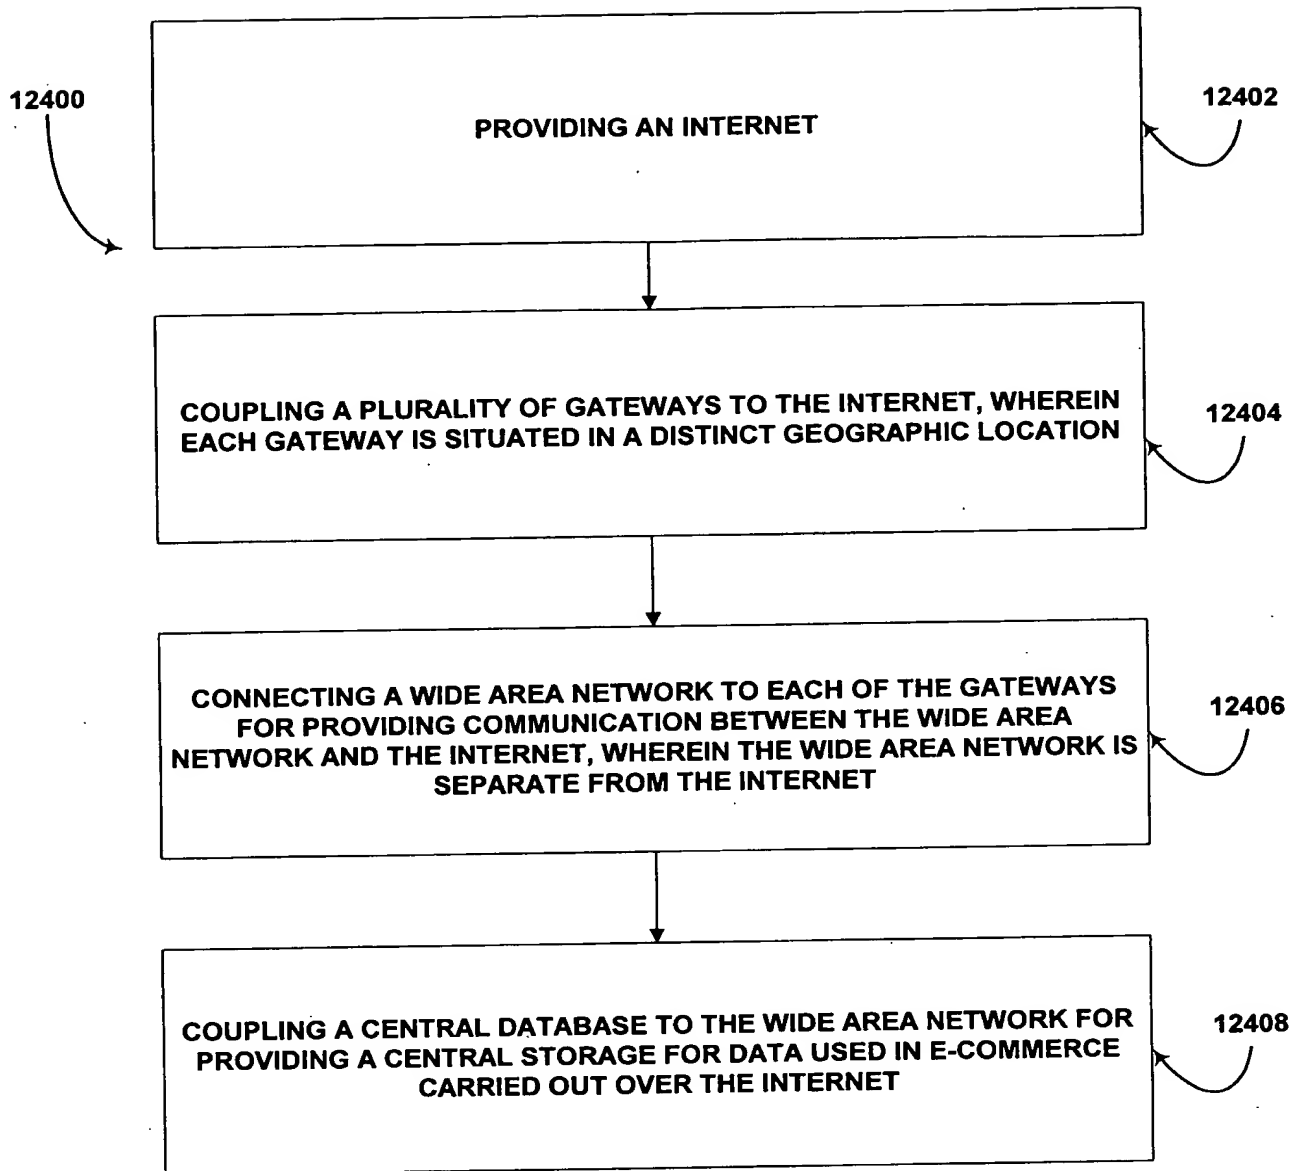 12400
PROVIDING AN INTERNET
12402
COUPLING A PLURALITY OF GATEWAYS TO THE INTERNET, WHEREIN
EACH GATEWAY IS SITUATED IN A DISTINCT GEOGRAPHIC LOCATION
12404
CONNECTING A WIDE AREA NETWORK TO EACH OF THE GATEWAYS
FOR PROVIDING COMMUNICATION BETWEEN THE WIDE AREA
NETWORK AND THE INTERNET, WHEREIN THE WIDE AREA NETWORK IS
SEPARATE FROM THE INTERNET
12406
COUPLING A CENTRAL DATABASE TO THE WIDE AREA NETWORK FOR
PROVIDING A CENTRAL STORAGE FOR DATA USED IN E-COMMERCE
CARRIED OUT OVER THE INTERNET
12408